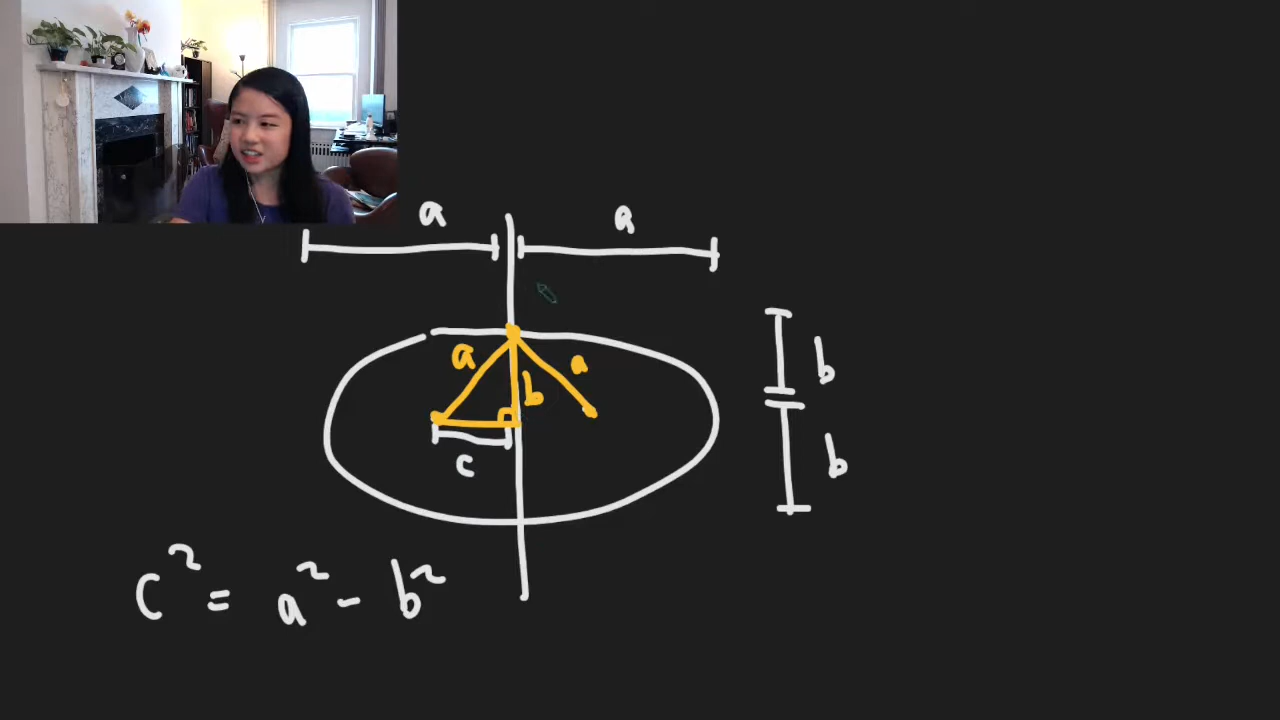 a a
a a
b
b
c
b
c² = a² - b²